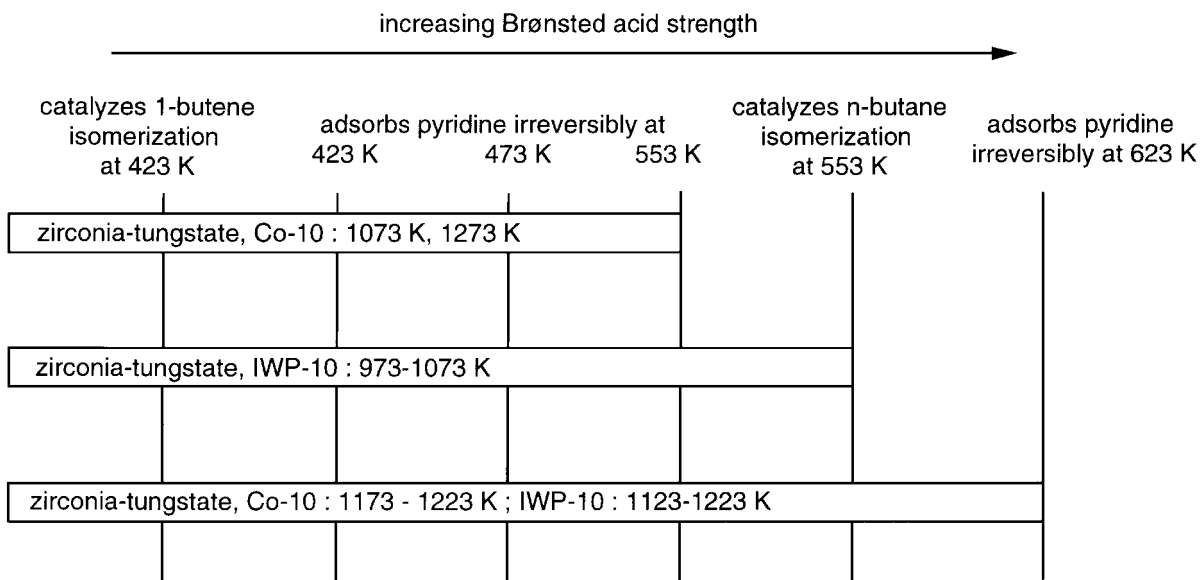 increasing Brønsted acid strength
catalyzes 1-butene
isomerization
at 423 K
adsorbs pyridine irreversibly at
423 K 473 K 553 K
catalyzes n-butane
isomerization
at 553 K
adsorbs pyridine
irreversibly at 623 K
zirconia-tungstate, Co-10 : 1073 K, 1273 K
zirconia-tungstate, IWP-10 : 973-1073 K
zirconia-tungstate, Co-10 : 1173 - 1223 K ; IWP-10 : 1123-1223 K